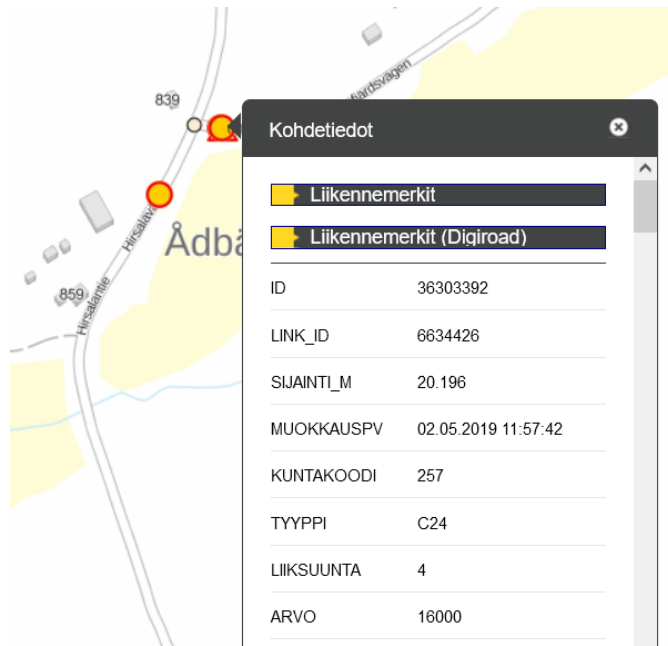 839
fjärdsvägen
Kohdetiedot
Liikennemerkit
Ådbä
Liikennemerkit (Digiroad)
859
Hirsalantie
ID 36303392
LINK_ID 6634426
SIJAINTI_M 20.196
MUOKKAUSPV 02.05.2019 11:57:42
KUNTAKOODI 257
TYYPPI C24
LIIKSUUNTA 4
ARVO 16000